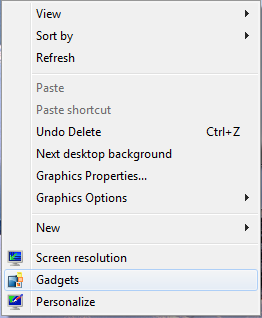 View
Sort by
Refresh
Paste
Paste shortcut
Undo Delete Ctrl+Z
Next desktop background
Graphics Properties...
Graphics Options
New
Screen resolution
Gadgets
Personalize